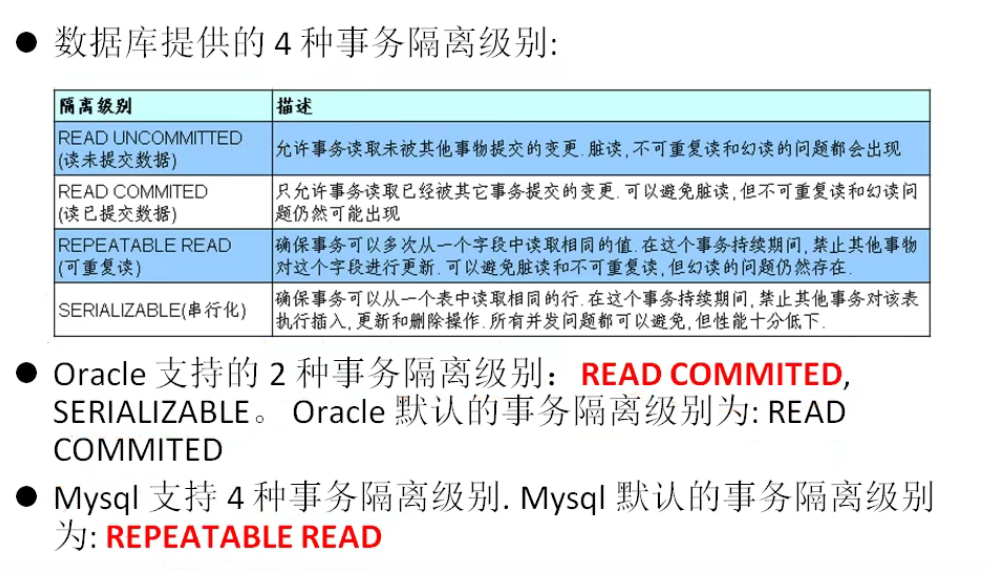 ● 数据库提供的 4 种事务隔离级别:
隔离级别 描述
READ UNCOMMITTED
(读未提交数据)
允许事务读取未被其他事物提交的变更.脏读,不可重复读和幻读的问题都会出现
READ COMMITED
(读已提交数据)
只允许事务读取已经被其它事务提交的变更.可以避免脏读,但不可重复读和幻读问
题仍然可能出现
REPEATABLE READ
(可重复读)
确保事务可以多次从一个字段中读取相同的值.在这个事务持续期间,禁止其他事物
对这个字段进行更新.可以避免脏读和不可重复读,但幻读的问题仍然存在.
SERIALIZABLE(串行化)
确保事务可以从一个表中读取相同的行.在这个事务持续期间,禁止其他事务对该表
执行插入,更新和删除操作.所有并发问题都可以避免,但性能十分低下.
● Oracle 支持的 2 种事务隔离级别：READ COMMITED,
SERIALIZABLE。 Oracle 默认的事务隔离级别为: READ
COMMITED
● Mysql 支持 4 种事务隔离级别. Mysql 默认的事务隔离级别
为: REPEATABLE READ